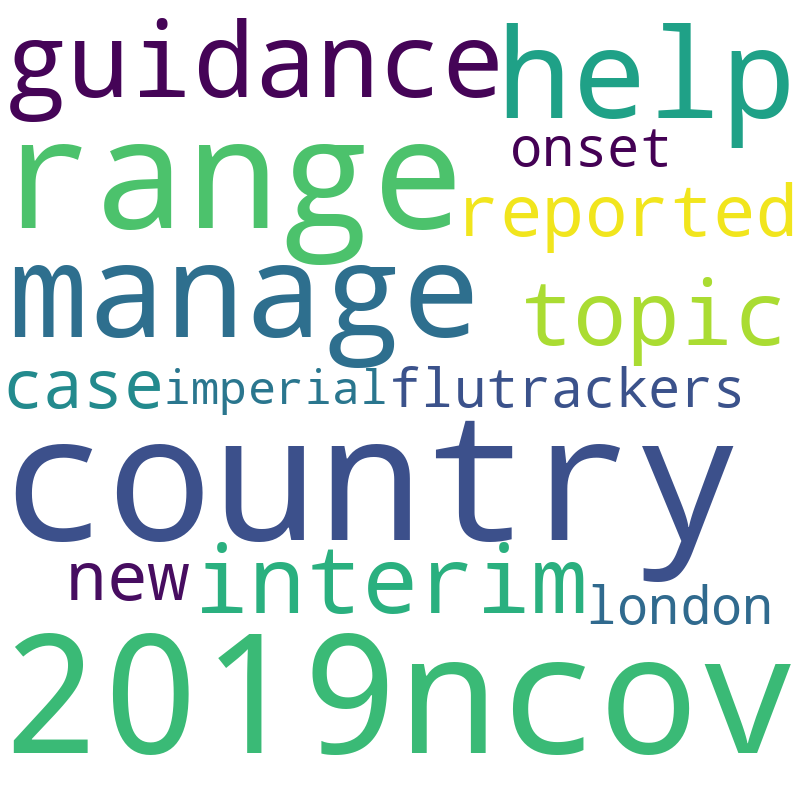 guidance help
onset
range
reported
manage
topic
case imperial flutrackers
country
new interim
london
2019ncov